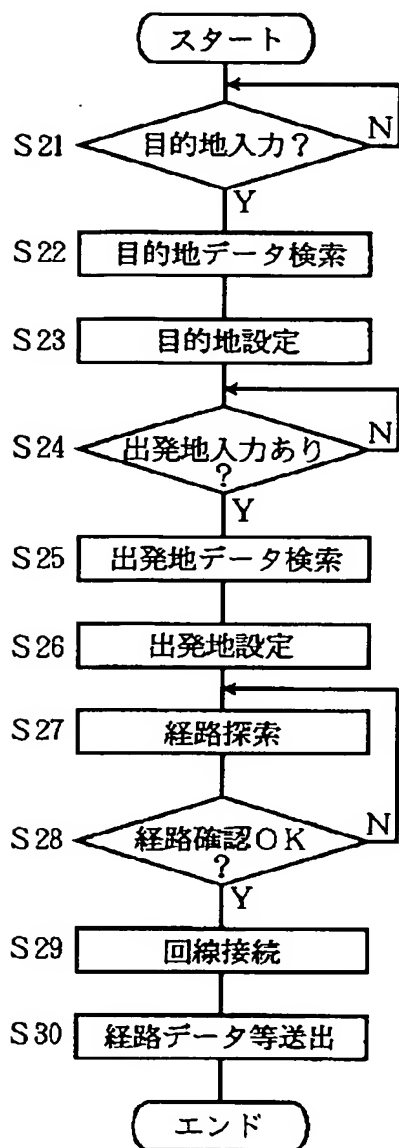 スタート
S21 目的地入力? N
Y
S22 目的地データ検索
S23 目的地設定
S24 出発地入力あり N
?
Y
S25 出発地データ検索
S26 出発地設定
S27 経路探索
S28 経路確認OK N
?
Y
S29 回線接続
S30 経路データ等送出
エンド